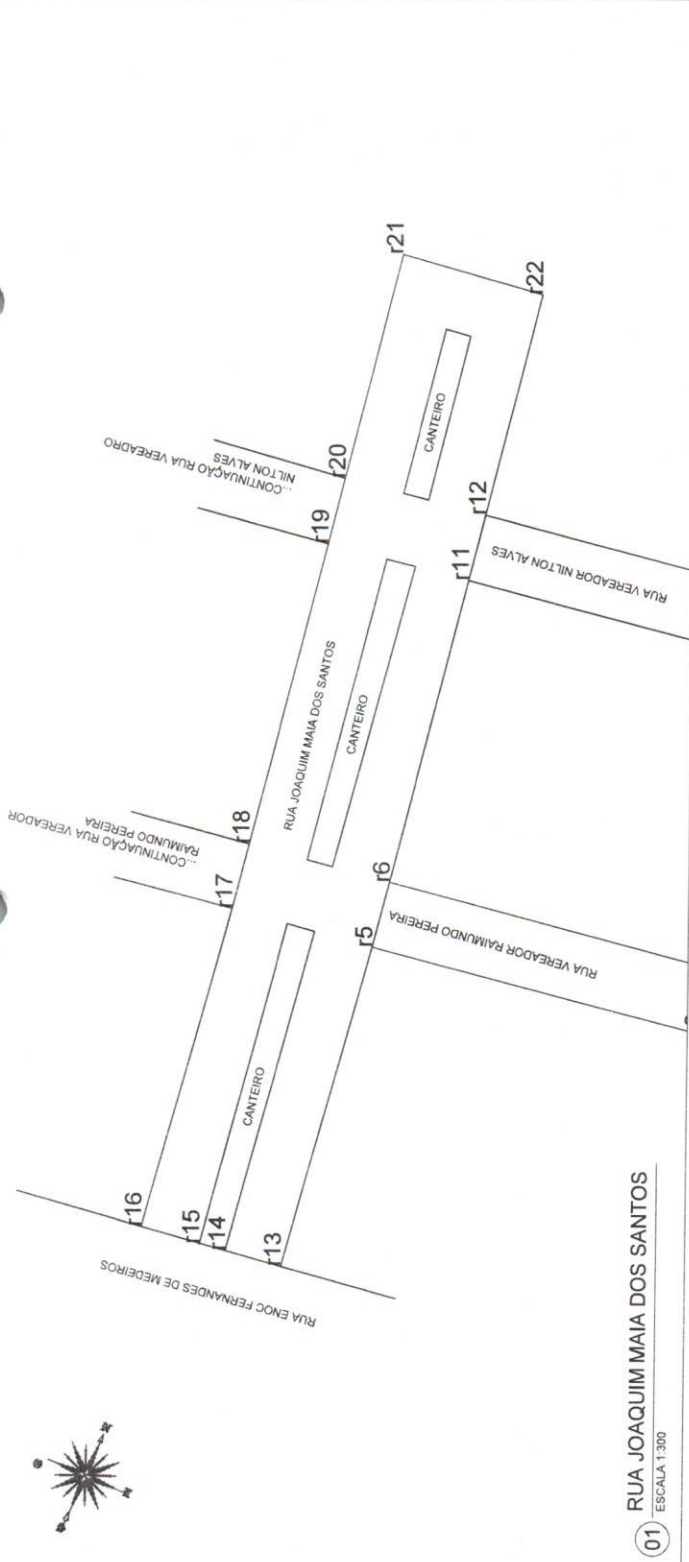 ...CONTINUAÇÃO RUA VEREADOR
RAIMUNDO PEREIRA
...CONTINUAÇÃO RUA VEREADRO
NILTON ALVES
r16
r17
r18
r19
r20
r21
RUA ENOC FERNANDES DE MEDEIROS
r15
r14
r13
CANTEIRO
RUA JOAQUIM MAIA DOS SANTOS
CANTEIRO
CANTEIRO
r5
r6
r11
r12
r22
RUA VEREADOR RAIMUNDO PEREIRA
RUA VEREADOR NILTON ALVES
01
RUA JOAQUIM MAIA DOS SANTOS
ESCALA 1:300